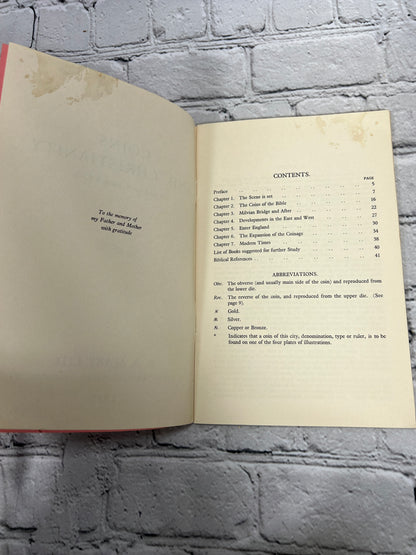 To the memory of
my Father and Mother
with gratitude
CONTENTS.
PAGE
Preface .. .. .. .. .. .. 5
Chapter 1. The Scene is set .. .. .. .. 7
Chapter 2. The Coins of the Bible .. .. .. 16
Chapter 3. Milvian Bridge and After .. .. .. 22
Chapter 4. Developments in the East and West .. .. 27
Chapter 5. Enter England .. .. .. .. 30
Chapter 6. The Expansion of the Coinage .. .. 34
Chapter 7. Modern Times .. .. .. .. 38
List of Books suggested for further Study .. .. .. 40
Biblical References .. .. .. .. .. 41
ABBREVIATIONS.
Obv. The obverse (and usually main side of the coin) and reproduced from
the lower die.
Rev. The reverse of the coin, and reproduced from the upper die. (See
page 9).
Gold.
Silver.
Copper or Bronze.
* Indicates that a coin of this city, denomination, type or ruler, is to be
found on one of the four plates of illustrations.